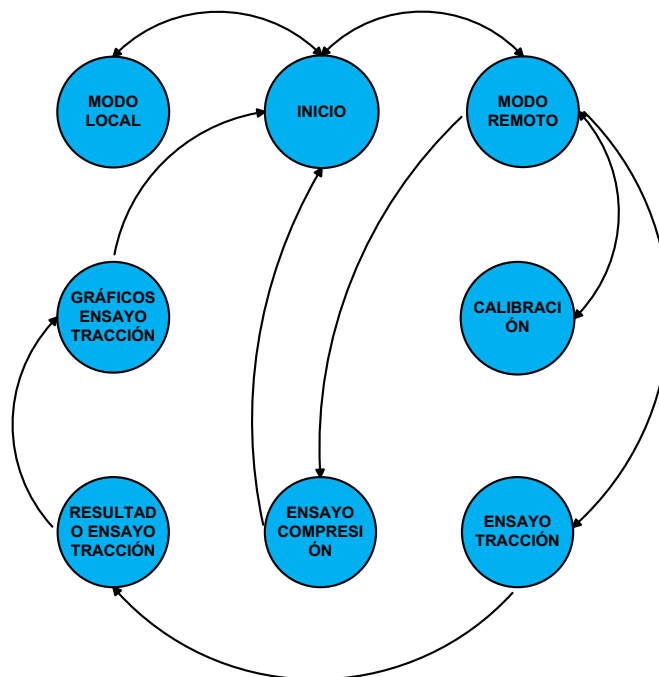 MODO
LOCAL
INICIO
MODO
REMOTO
GRÁFICOS
ENSAYO
TRACCIÓN
CALIBRACI
ÓN
RESULTAD
O ENSAYO
TRACCIÓN
ENSAYO
COMPRESI
ÓN
ENSAYO
TRACCIÓN